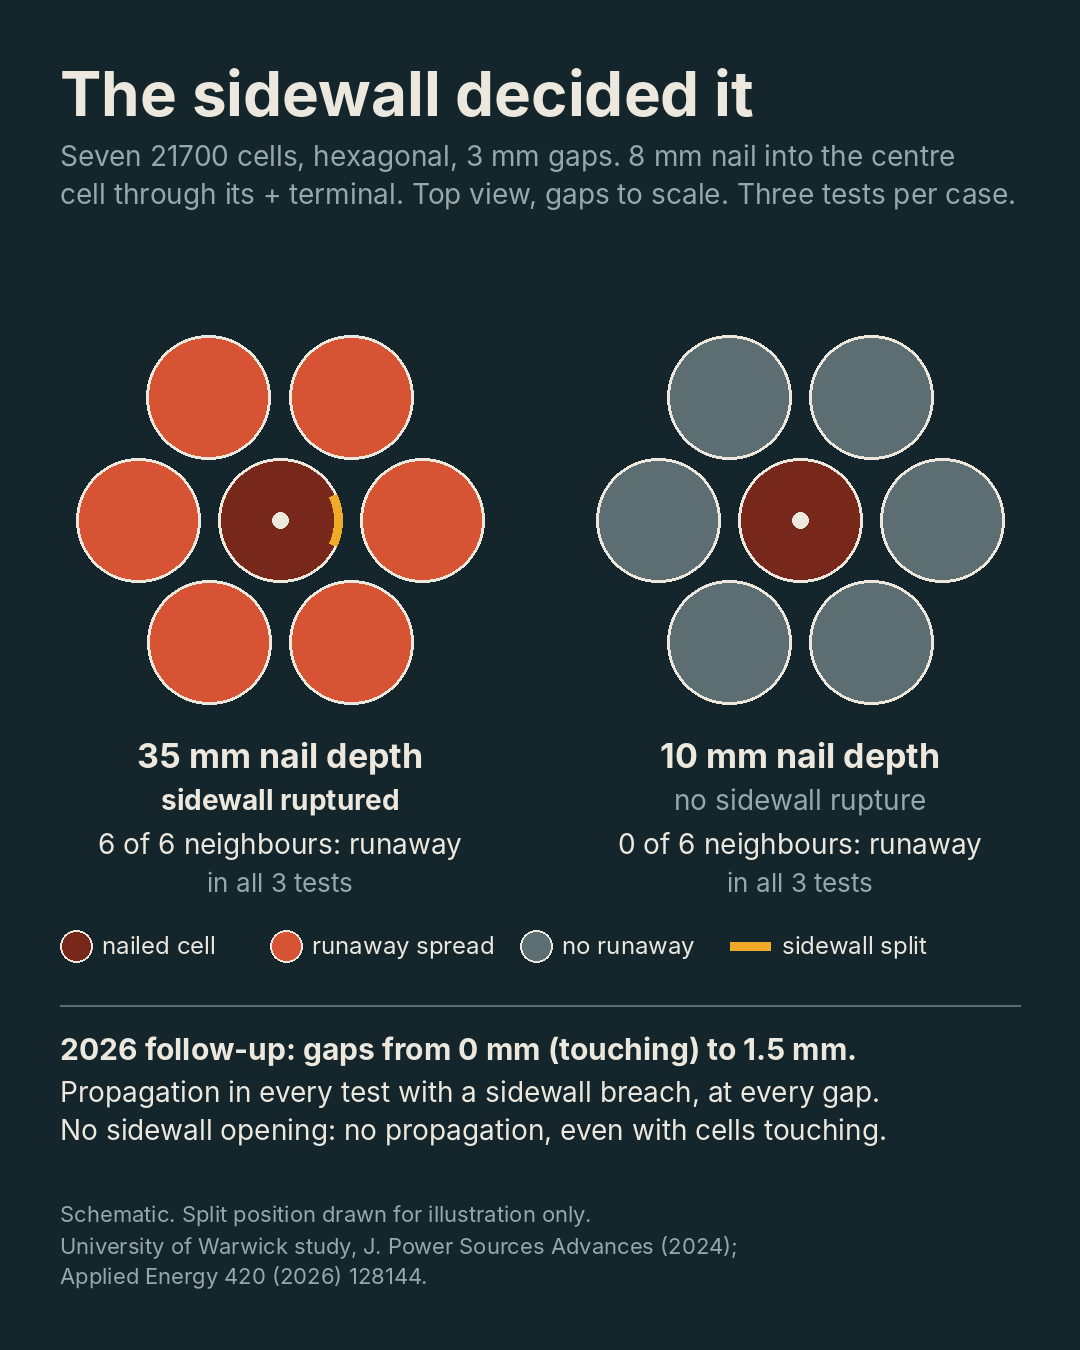 The sidewall decided it
Seven 21700 cells, hexagonal, 3 mm gaps. 8 mm nail into the centre
cell through its + terminal. Top view, gaps to scale. Three tests per case.
35 mm nail depth
sidewall ruptured
6 of 6 neighbours: runaway
in all 3 tests
10 mm nail depth
no sidewall rupture
0 of 6 neighbours: runaway
in all 3 tests
nailed cell
runaway spread
no runaway
sidewall split
2026 follow-up: gaps from 0 mm (touching) to 1.5 mm.
Propagation in every test with a sidewall breach, at every gap.
No sidewall opening: no propagation, even with cells touching.
Schematic. Split position drawn for illustration only.
University of Warwick study, J. Power Sources Advances (2024);
Applied Energy 420 (2026) 128144.